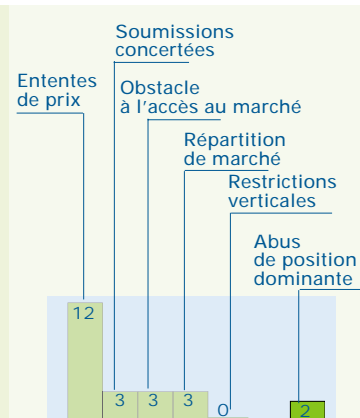 Soumissions
concertées
Ententes
de prix
Obstacle
à l'accès au marché
Répartition
de marché
Restrictions
verticales
Abus
de position
dominante
12
3
3
3
0
2